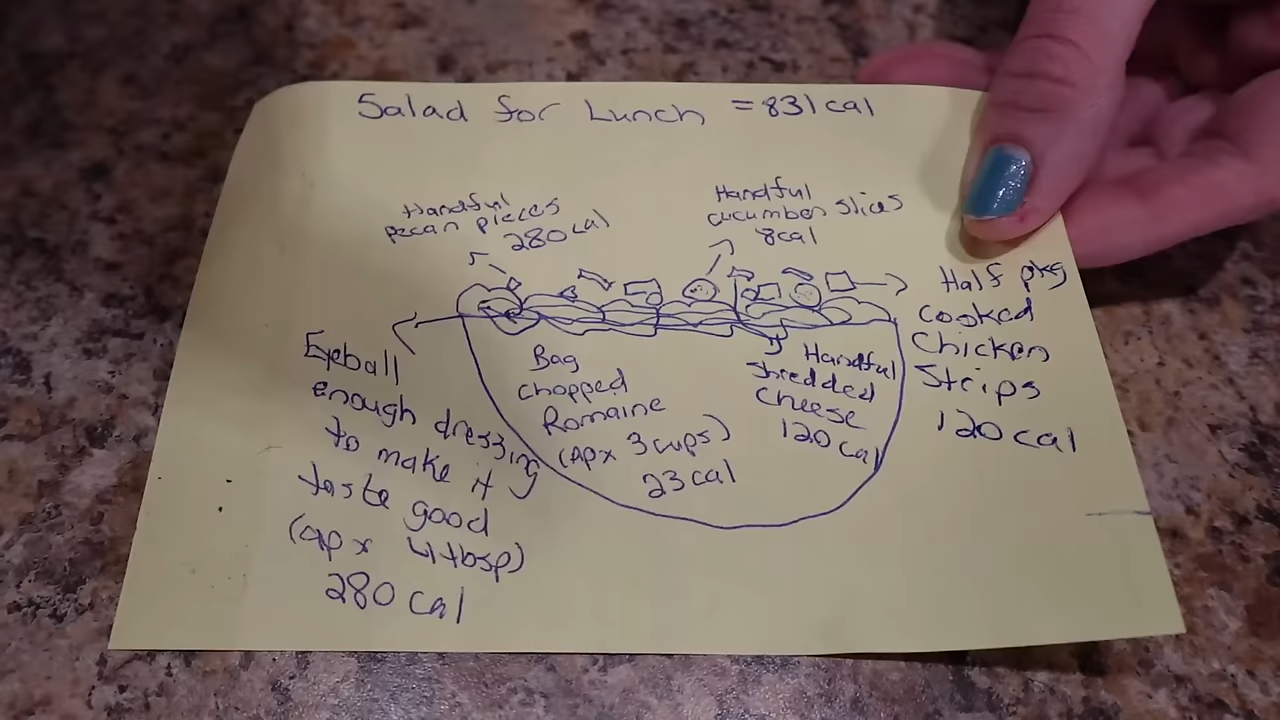 Salad for Lunch = 831 cal
Handful
pecan pieces
280 cal
Handful
cucumber slices
8 cal
Half pkg
cooked
Chicken
Strips
120 cal
Eyeball
enough dressing
to make it
taste good
(apx 4 tbsp)
280 cal
Bag
chopped
Romaine
(apx 3 cups)
23 cal
Handful
shredded
cheese
120 cal